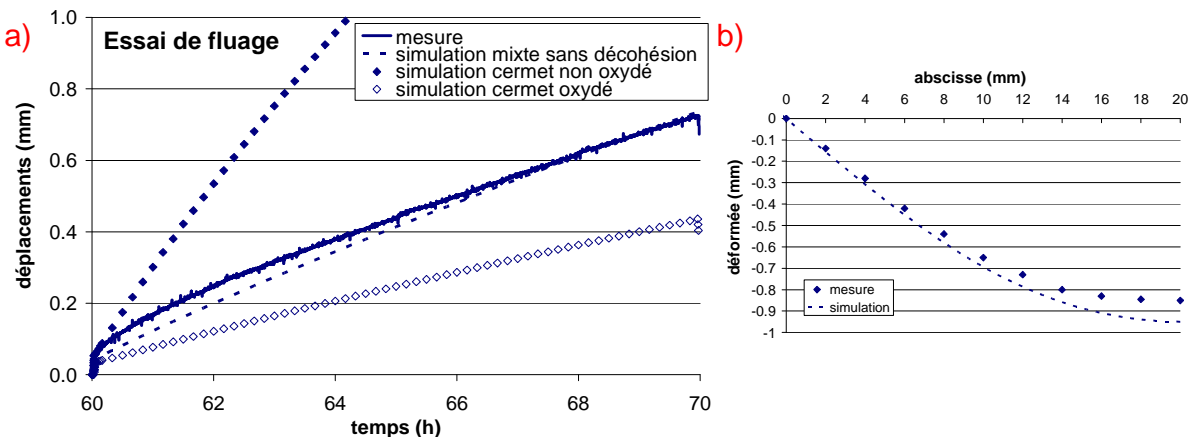 a)
Essai de fluage
mesure
simulation mixte sans décohésion
simulation cermet non oxydé
simulation cermet oxydé
déplacements (mm)
1.0
0.8
0.6
0.4
0.2
0.0
60 62 64 66 68 70
temps (h)
b)
abscisse (mm)
0 2 4 6 8 10 12 14 16 18 20
déformée (mm)
0
-0.1
-0.2
-0.3
-0.4
-0.5
-0.6
-0.7
-0.8
-0.9
-1
mesure
simulation